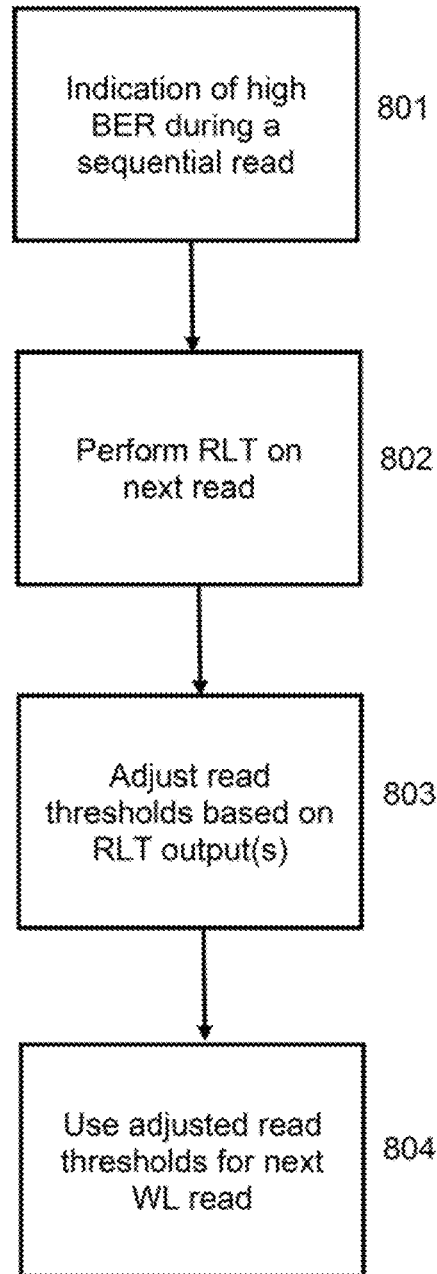 Indication of high
BER during a
sequential read
801
Perform RLT on
next read
802
Adjust read
thresholds based on
RLT output(s)
803
Use adjusted read
thresholds for next
WL read
804